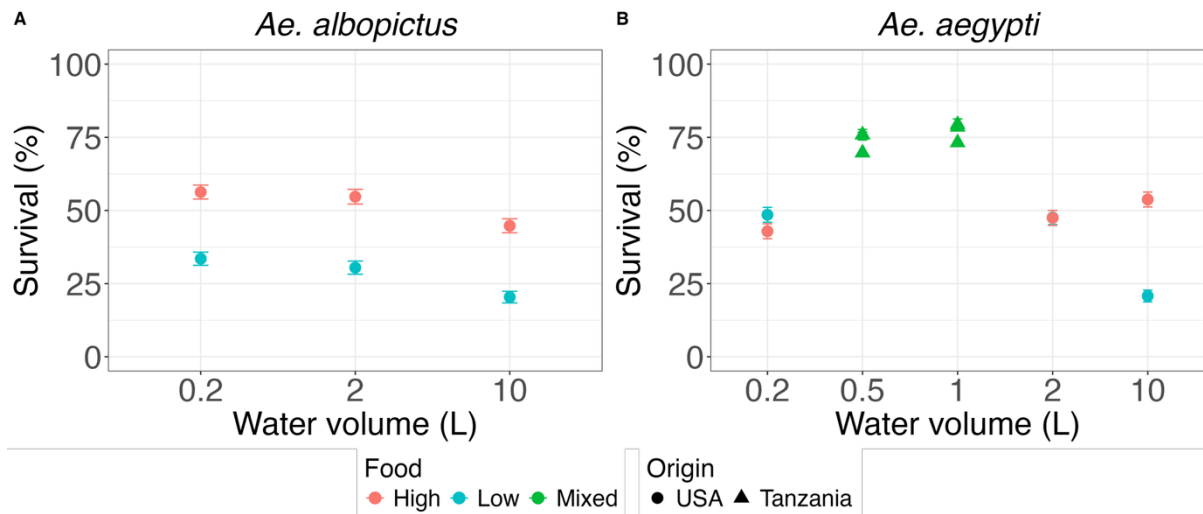 A
Ae. albopictus
B
Ae. aegypti
100
75
50
25
0
Survival (%)
0.2 2 10
Water volume (L)
100
75
50
25
0
Survival (%)
0.2 0.5 1 2 10
Water volume (L)
Food
High Low Mixed
Origin
USA Tanzania